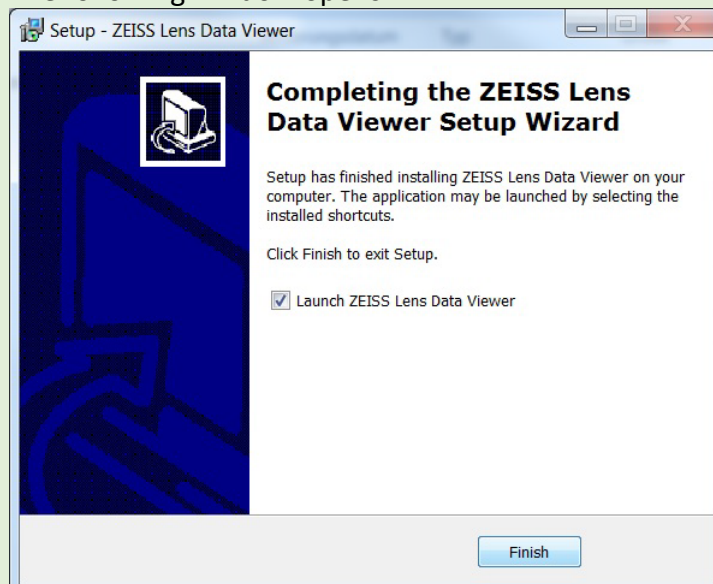 Setup - ZEISS Lens Data Viewer
Completing the ZEISS Lens
Data Viewer Setup Wizard
Setup has finished installing ZEISS Lens Data Viewer on your
computer. The application may be launched by selecting the
installed shortcuts.
Click Finish to exit Setup.
Launch ZEISS Lens Data Viewer
Finish